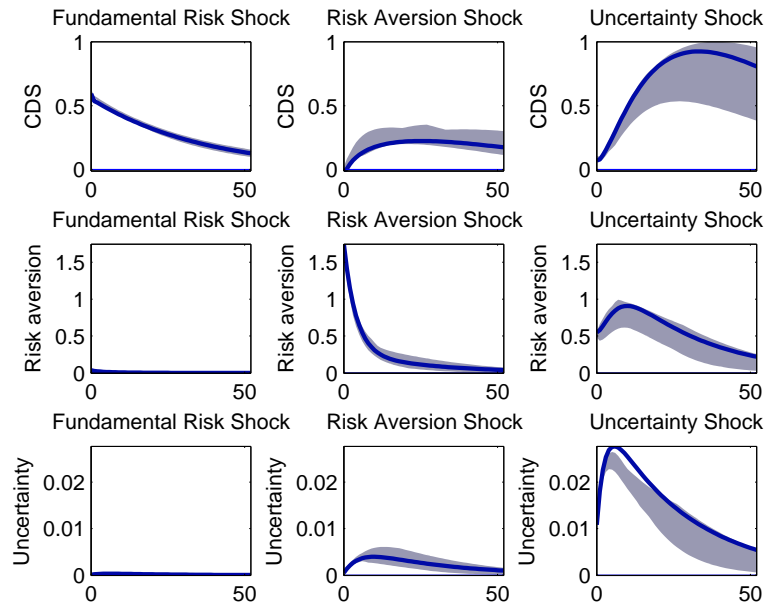 Fundamental Risk Shock Risk Aversion Shock Uncertainty Shock
1 1 1
CDS 0.5 CDS 0.5 CDS 0.5
0 0 0
0 50 0 50 0 50
Fundamental Risk Shock Risk Aversion Shock Uncertainty Shock
1.5 1.5 1.5
Risk aversion 1 Risk aversion 1 Risk aversion 1
0.5 0.5 0.5
0 0 0
0 50 0 50 0 50
Fundamental Risk Shock Risk Aversion Shock Uncertainty Shock
0.02 0.02 0.02
Uncertainty 0.01 Uncertainty 0.01 Uncertainty 0.01
0 0 0
0 50 0 50 0 50